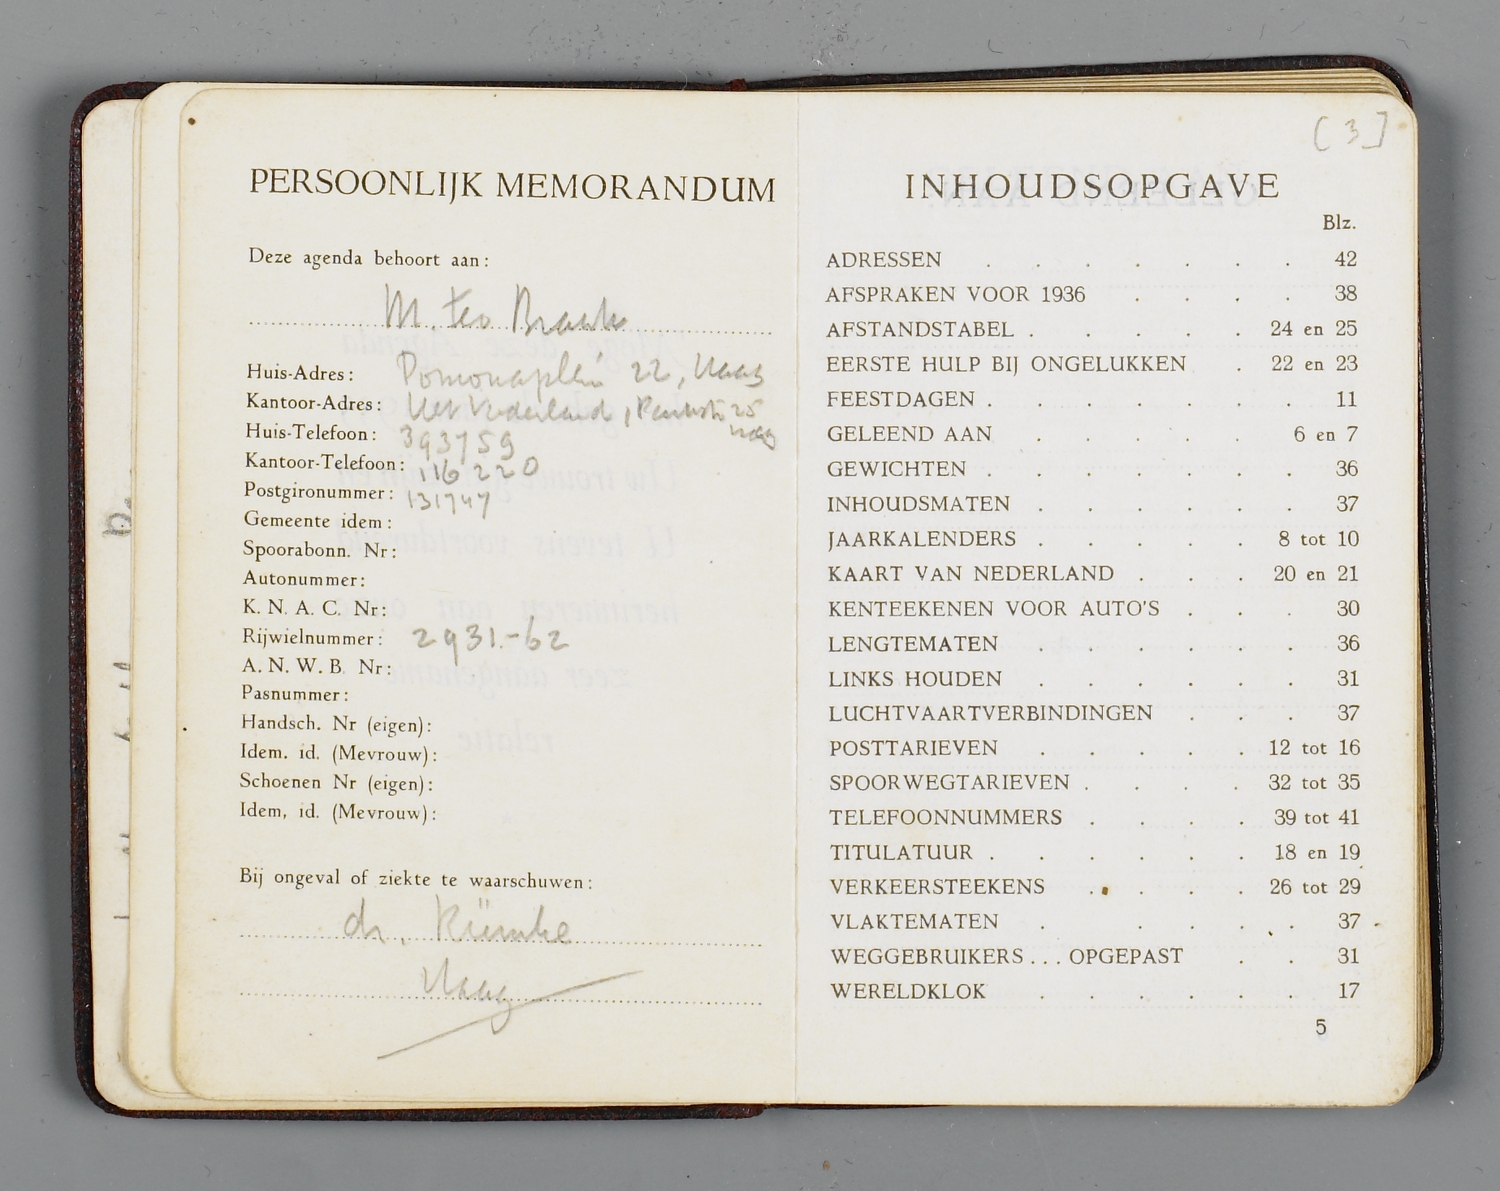 PERSOONLIJK MEMORANDUM
Deze agenda behoort aan:
M. ter Braak
Huis-Adres: Pomonaplein 22, Haag
Kantoor-Adres: Het Vaderland, Parkstr 25
Haag
Huis-Telefoon: 393759
Kantoor-Telefoon: 116220
Postgironummer: 131747
Gemeente idem:
Spoorabonn. Nr:
Autonummer:
K. N. A. C. Nr:
Rijwielnummer: 2931-62
A. N. W. B. Nr:
Pasnummer:
Handsch. Nr (eigen):
Idem. id. (Mevrouw):
Schoenen Nr (eigen):
Idem, id. (Mevrouw):
Bij ongeval of ziekte te waarschuwen:
dr. Rümke
Haag
[3]
INHOUDSOPGAVE
Blz.
ADRESSEN . . . . . . . 42
AFSPRAKEN VOOR 1936 . . . . 38
AFSTANDSTABEL . . . . . 24 en 25
EERSTE HULP BIJ ONGELUKKEN . 22 en 23
FEESTDAGEN . . . . . . . 11
GELEEND AAN . . . . . 6 en 7
GEWICHTEN . . . . . . . 36
INHOUDSMATEN . . . . . . 37
JAARKALENDERS . . . . . 8 tot 10
KAART VAN NEDERLAND . . . 20 en 21
KENTEEKENEN VOOR AUTO'S . . . 30
LENGTEMATEN . . . . . . 36
LINKS HOUDEN . . . . . . 31
LUCHTVAARTVERBINDINGEN . . . 37
POSTTARIEVEN . . . . . 12 tot 16
SPOORWEGTARIEVEN . . . . 32 tot 35
TELEFOONNUMMERS . . . . 39 tot 41
TITULATUUR . . . . . . 18 en 19
VERKEERSTEEKENS . . . . 26 tot 29
VLAKTEMATEN . . . . . 37
WEGGEBRUIKERS . . . OPGEPAST . . 31
WERELDKLOK . . . . . . 17
5